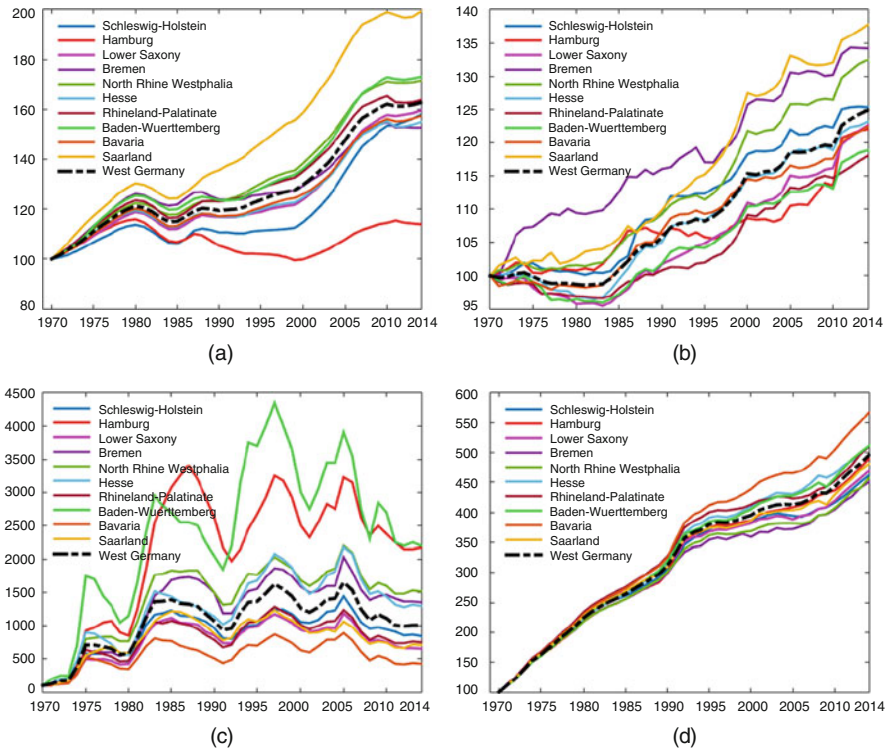 200
180
160
140
120
100
80
Schleswig-Holstein
Hamburg
Lower Saxony
Bremen
North Rhine Westphalia
Hesse
Rhineland-Palatinate
Baden-Wuerttemberg
Bavaria
Saarland
West Germany
1970 1975 1980 1985 1990 1995 2000 2005 2010 2014
(a)
140
135
130
125
120
115
110
105
100
95
Schleswig-Holstein
Hamburg
Lower Saxony
Bremen
North Rhine Westphalia
Hesse
Rhineland-Palatinate
Baden-Wuerttemberg
Bavaria
Saarland
West Germany
1970 1975 1980 1985 1990 1995 2000 2005 2010 2014
(b)
4500
4000
3500
3000
2500
2000
1500
1000
500
0
Schleswig-Holstein
Hamburg
Lower Saxony
Bremen
North Rhine Westphalia
Hesse
Rhineland-Palatinate
Baden-Wuerttemberg
Bavaria
Saarland
West Germany
1970 1975 1980 1985 1990 1995 2000 2005 2010 2014
(c)
600
550
500
450
400
350
300
250
200
150
100
Schleswig-Holstein
Hamburg
Lower Saxony
Bremen
North Rhine Westphalia
Hesse
Rhineland-Palatinate
Baden-Wuerttemberg
Bavaria
Saarland
West Germany
1970 1975 1980 1985 1990 1995 2000 2005 2010 2014
(d)